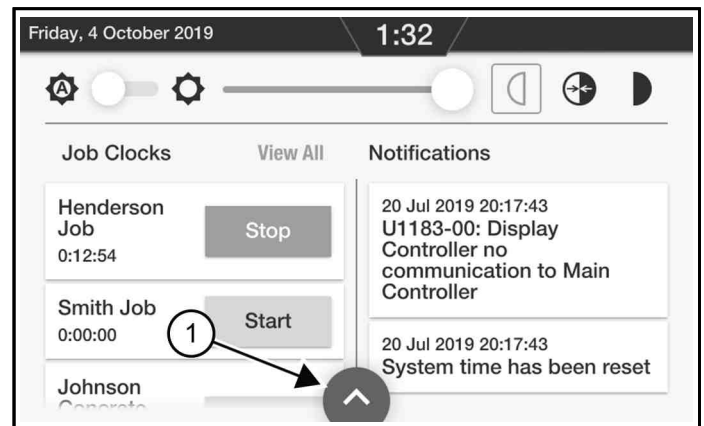 Friday, 4 October 2019
1:32
A
Job Clocks
View All
Notifications
Henderson
Job
0:12:54
Stop
Smith Job
0:00:00
Start
Johnson
Concrete
20 Jul 2019 20:17:43
U1183-00: Display
Controller no
communication to Main
Controller
20 Jul 2019 20:17:43
System time has been reset
1